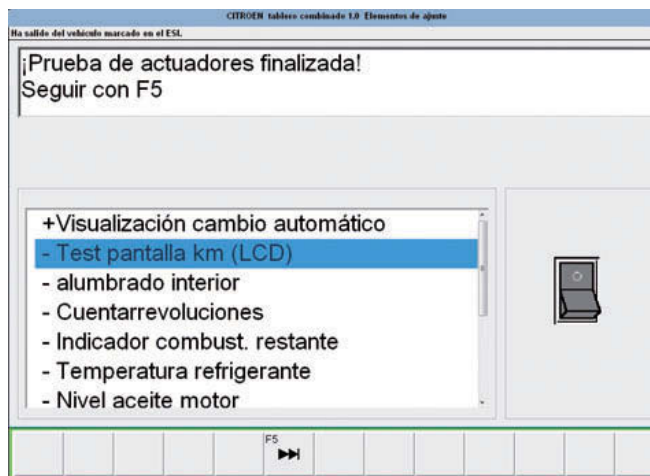 CITROEN tablero combinado 1.0 Elementos de ajuste
Ha salido del vehículo marcado en el ESI.
¡Prueba de actuadores finalizada!
Seguir con F5
+Visualización cambio automático
- Test pantalla km (LCD)
- alumbrado interior
- Cuentarrevoluciones
- Indicador combust. restante
- Temperatura refrigerante
- Nivel aceite motor
F5